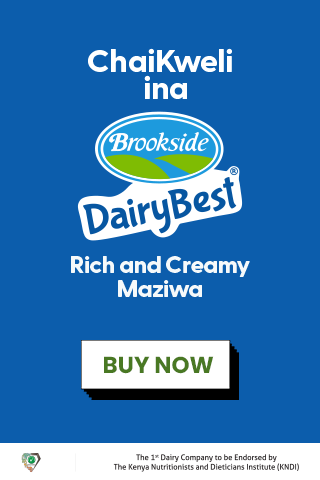 ChaiKweli
ina
Brookside
DairyBest®
Rich and Creamy
Maziwa
BUY NOW
The 1st Dairy Company to be Endorsed by
The Kenya Nutritionists and Dieticians Institute (KNDI)